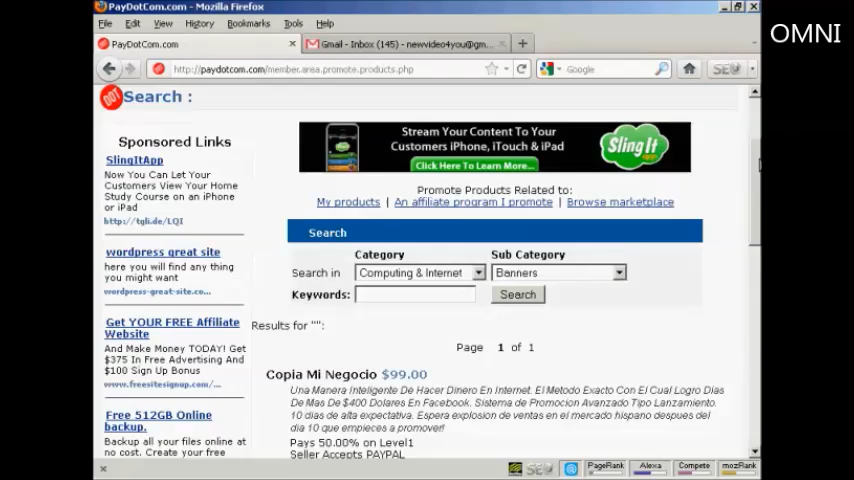 PayDotCom.com - Mozilla Firefox
OMNI
File Edit View History Bookmarks Tools Help
PayDotCom.com
Gmail - Inbox (145) - newvideo4you@gm...
http://paydotcom.com/member.area.promote.products.php
Google
SE
DOT Search :
Sponsored Links
SlingItApp
Now You Can Let Your
Customers View Your Home
Study Course on an iPhone
or iPad
http://tgli.de/LQI
wordpress great site
here you will find any thing
you might want
wordpress-great-site.co...
Get YOUR FREE Affiliate
Website
And Make Money TODAY! Get
$375 In Free Advertising And
$100 Sign Up Bonus
www.freesitesignup.com/...
Free 512GB Online
backup.
Backup all your files online at
no cost. Create your free
Stream Your Content To Your
Customers iPhone, iTouch & iPad
Click Here To Learn More...
SlingIt
app
Promote Products Related to:
My products | An affiliate program I promote | Browse marketplace
Search
Category Sub Category
Search in Computing & Internet Banners
Keywords: Search
Results for "":
Page 1 of 1
Copia Mi Negocio $99.00
Una Manera Inteligente De Hacer Dinero En Internet. El Metodo Exacto Con El Cual Logro Dias
De Mas De $400 Dolares En Facebook. Sistema de Promocion Avanzado Tipo Lanzamiento.
10 dias de alta expectativa. Espera explosion de ventas en el mercado hispano despues del
dia 10 que empieces a promover!
Pays 50.00% on Level1
Seller Accepts PAYPAL
SE PageRank Alexa Compete mozRank